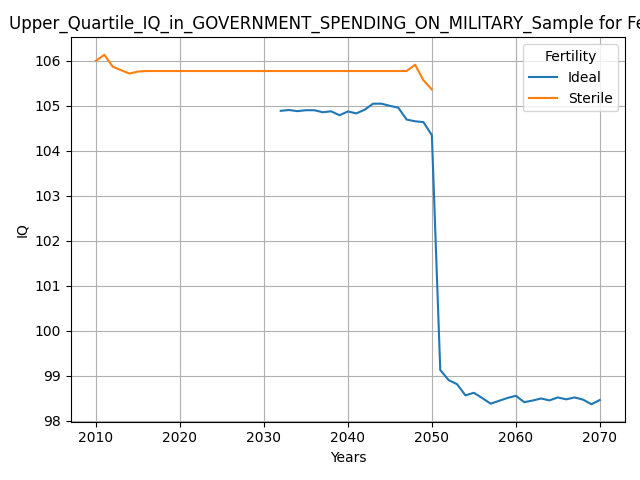 Upper_Quartile_IQ_in_GOVERNMENT_SPENDING_ON_MILITARY_Sample for Fe
Fertility
Ideal
Sterile
106
105
104
103
102
101
100
99
98
IQ
2010 2020 2030 2040 2050 2060 2070
Years